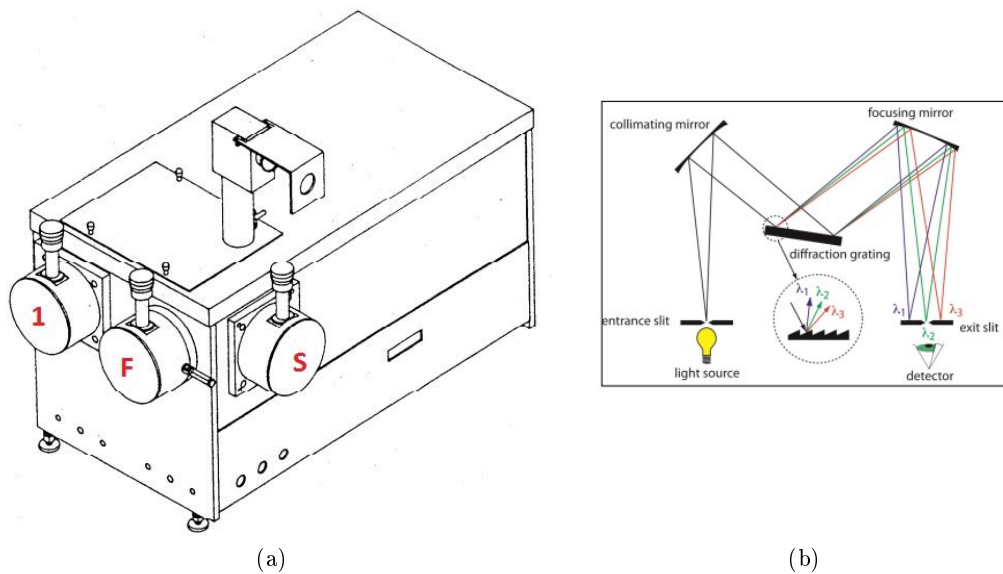 1
F
S
(a)
collimating mirror
focusing mirror
diffraction grating
λ1
λ2
λ3
entrance slit
light source
λ1
λ2
λ3
exit slit
detector
(b)